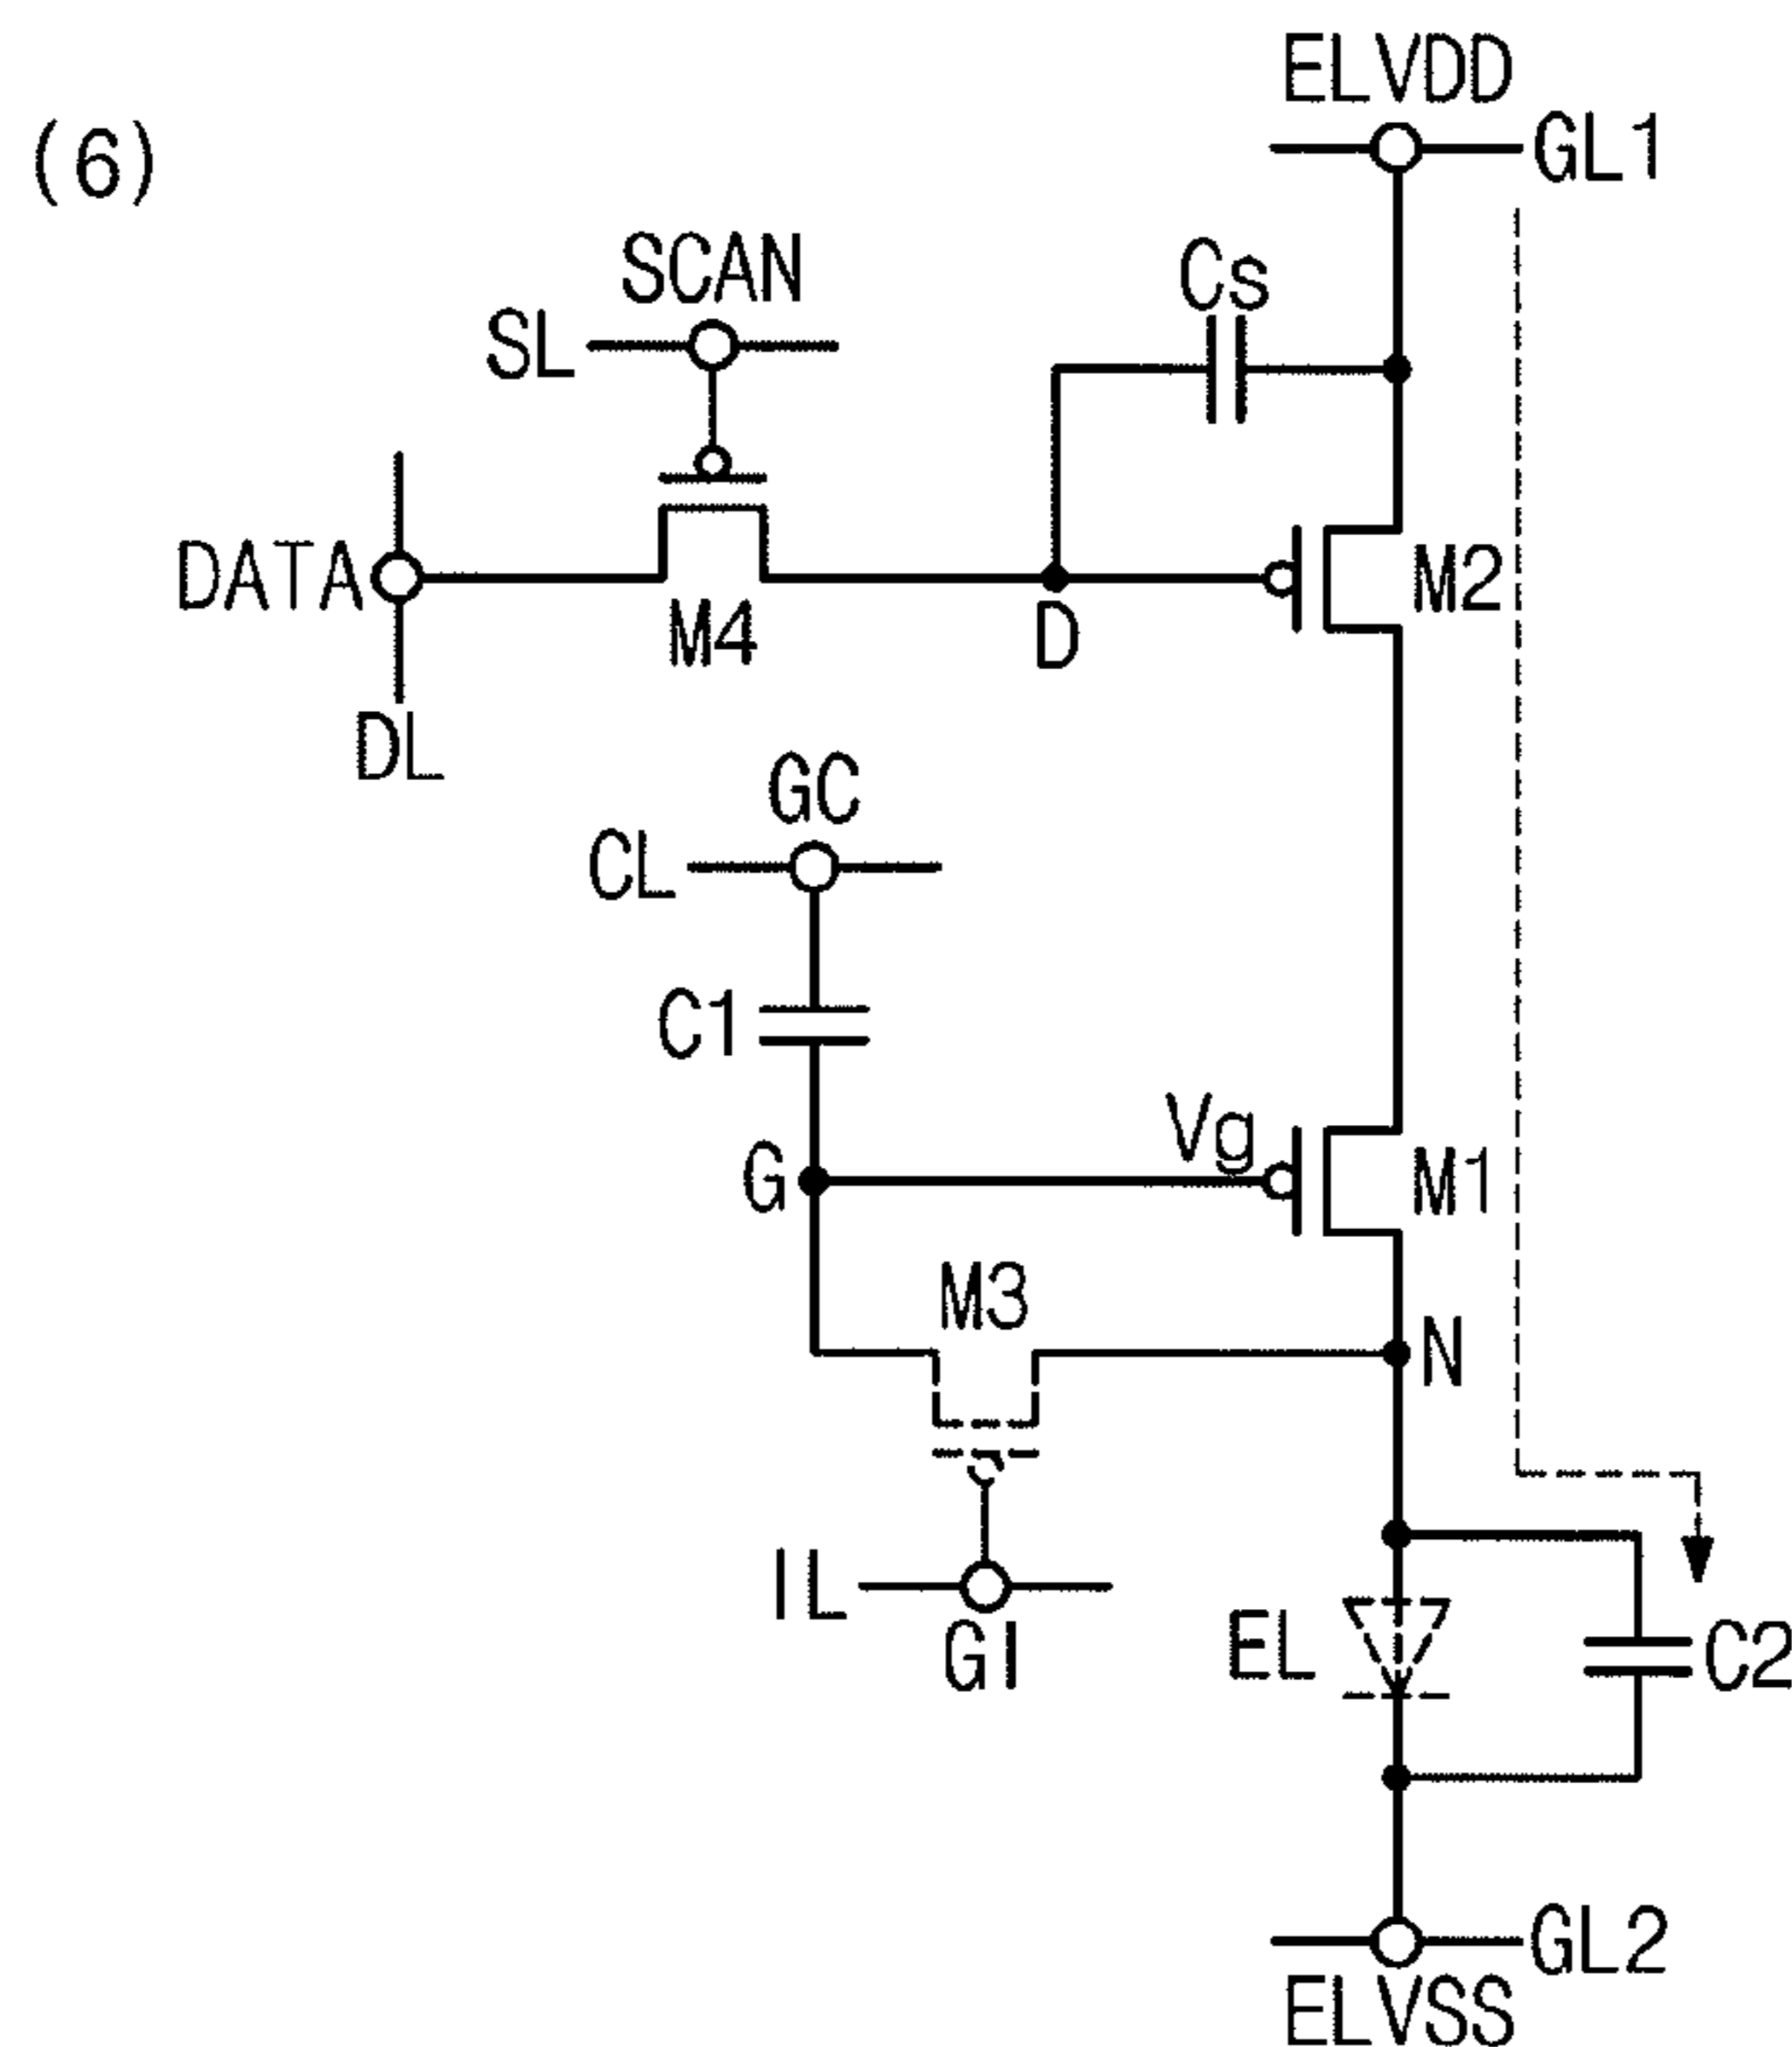 ELVDD
(6)
GL1
SCAN
Cs
SL
DATA
M2
M4
D
DL
GC
CL
C1
Vg
G
M1
M3
N
IL
GI
EL
C2
GL2
ELVSS